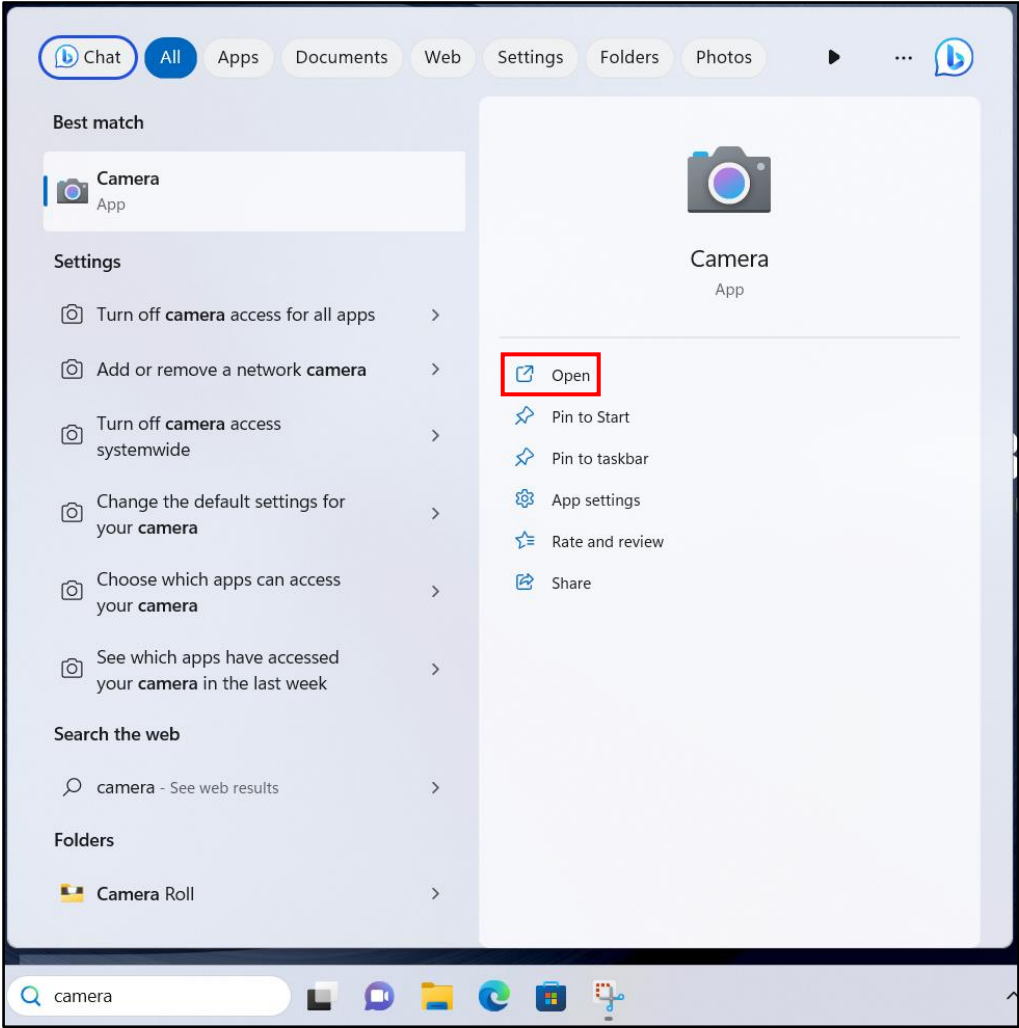 Chat All Apps Documents Web Settings Folders Photos
Best match
Camera
App
Settings
Turn off camera access for all apps
Add or remove a network camera
Turn off camera access
systemwide
Change the default settings for
your camera
Choose which apps can access
your camera
See which apps have accessed
your camera in the last week
Search the web
camera - See web results
Folders
Camera Roll
Camera
App
Open
Pin to Start
Pin to taskbar
App settings
Rate and review
Share
camera